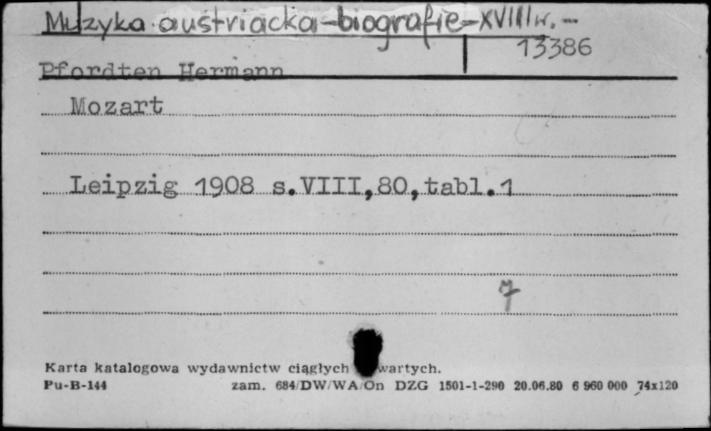 Muzyka austriacka-biografie-XVIIIw.-
13386
Pfordten Hermann
Mozart
Leipzig 1908 s.VIII,80,tabl.1
7
Karta katalogowa wydawnictw ciągłych wartych.
Pu-B-144 zam. 684/DW/WA/On DZG 1501-1-290 20.06.80 6 960 000 74x120